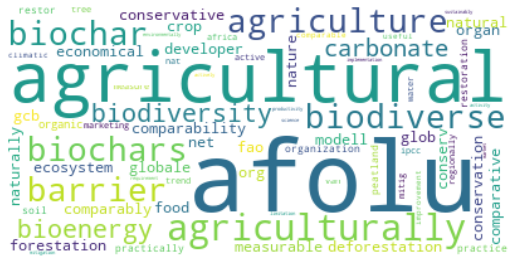 restor tree conservative agriculture natural
biochar crop organ
economical developer carbonate
climatic africa nat active nature comparable useful restoration
agricultural
gcb biodiversity biodiverse
organic marketing comparability modell glob
biochars net fao conserv
naturally ecosystem globale organization ipcc regionally
barrier org afolu peatland mitig conservation comparative
trend food improvement
soil bioenergy agriculturally
forestation measurable deforestation
practically practice